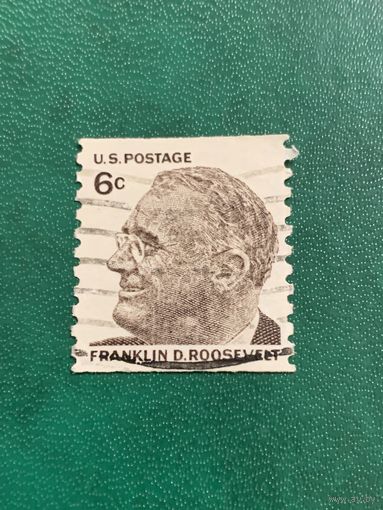 U.S. POSTAGE
6c
FRANKLIN D. ROOSEVELT